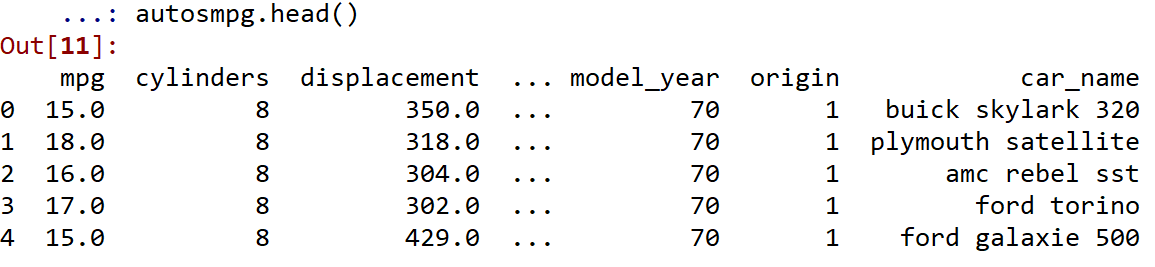 ...: autosmpg.head()
Out[11]:
mpg cylinders displacement ... model_year origin car_name
0 15.0 8 350.0 ... 70 1 buick skylark 320
1 18.0 8 318.0 ... 70 1 plymouth satellite
2 16.0 8 304.0 ... 70 1 amc rebel sst
3 17.0 8 302.0 ... 70 1 ford torino
4 15.0 8 429.0 ... 70 1 ford galaxie 500